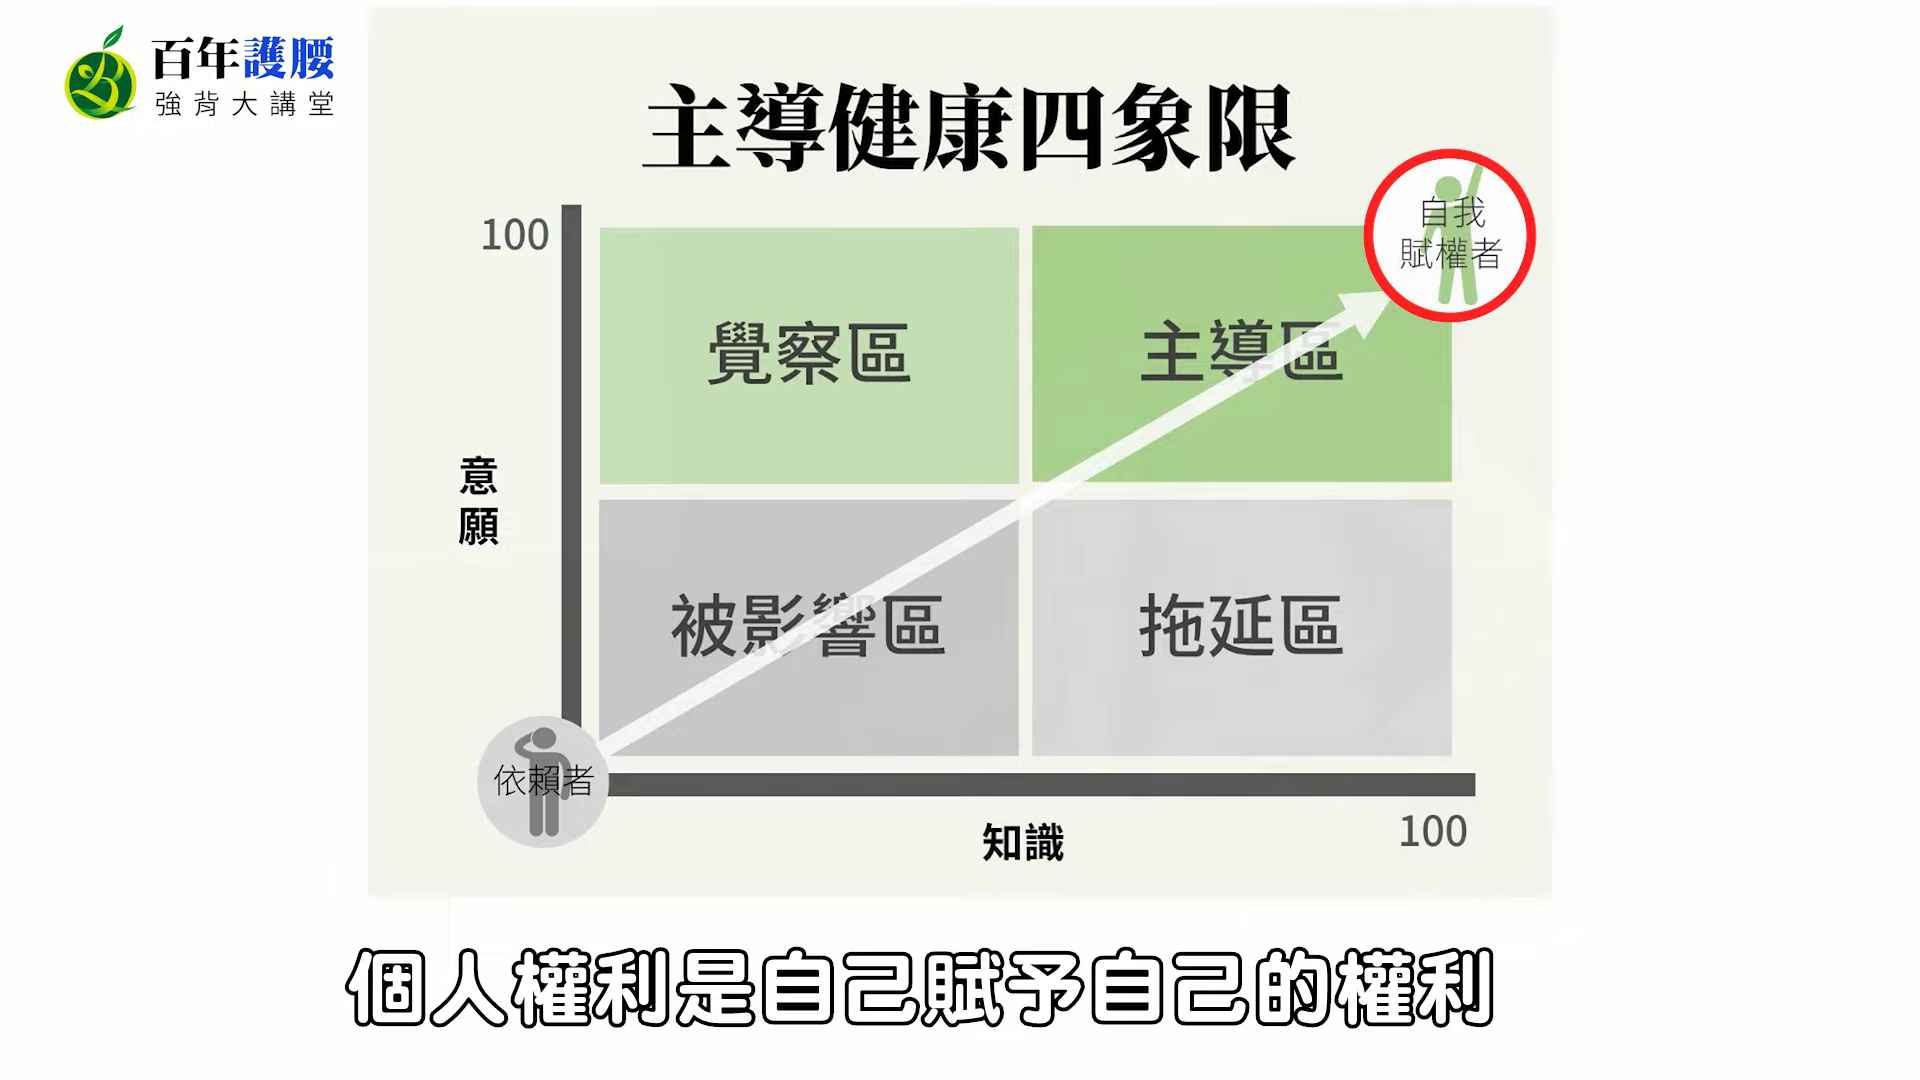 百年護腰
強背大講堂
主導健康四象限
100
自我
賦權者
覺察區
主導區
意
願
被影響區
拖延區
依賴者
知識
100
個人權利是自己賦予自己的權利